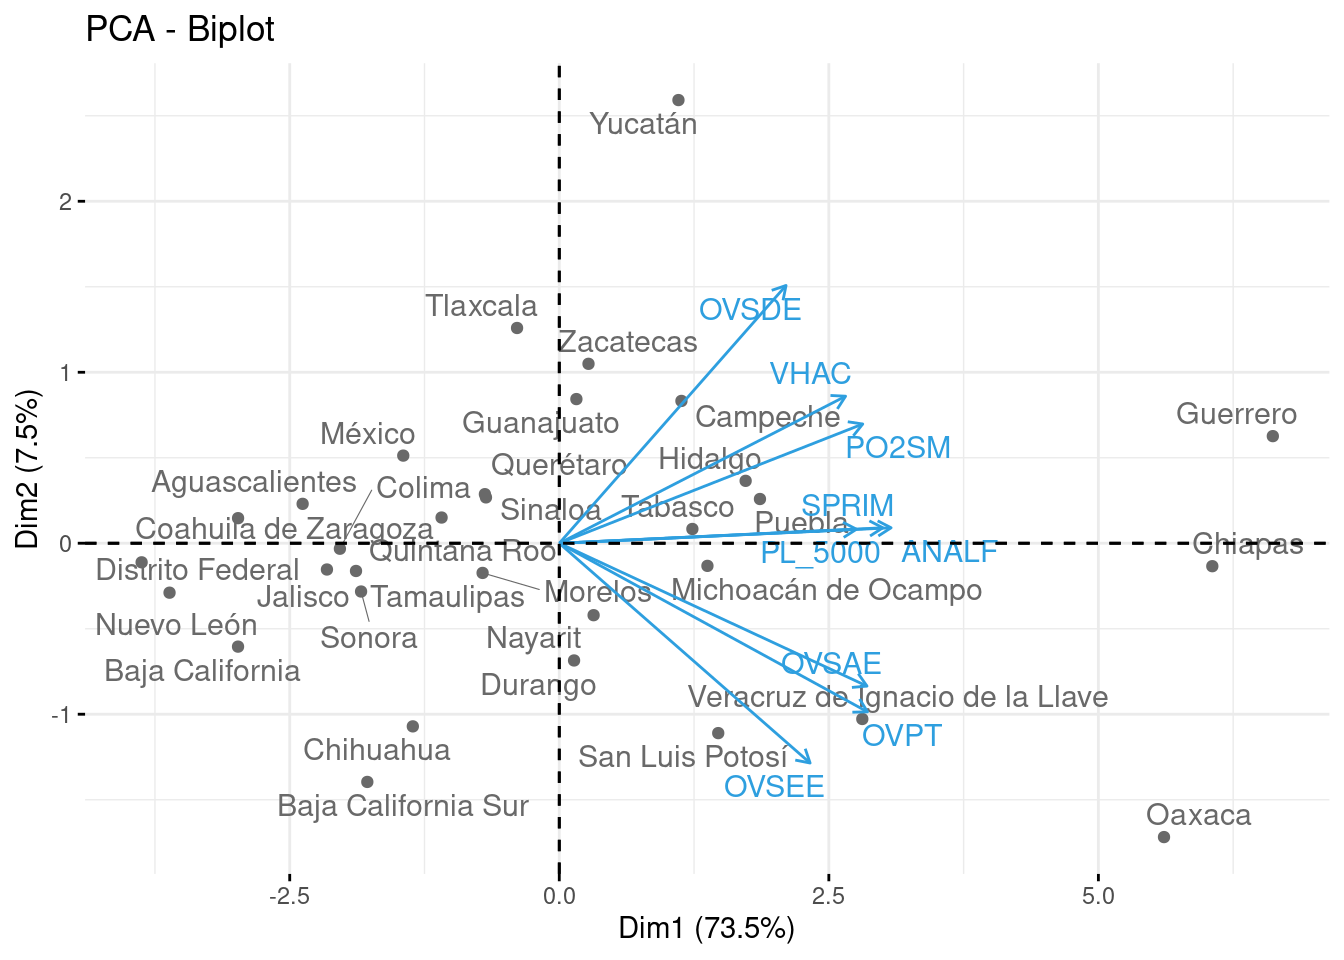 PCA - Biplot
Yucatán
2
Tlaxcala
OVSDE
Zacatecas
1
VHAC
Guerrero
Campeche
Guanajuato
México
PO2SM
Hidalgo
Querétaro
Aguascalientes
Colima
SPRIM
Tabasco
Sinaloa
Puebla
Coahuila de Zaragoza
0
Chiapas
Quintana Roo
PL_5000
ANALF
Distrito Federal
Michoacán de Ocampo
Morelos
Jalisco
Tamaulipas
Nuevo León
Sonora
Nayarit
OVSAE
Baja California
Durango
Veracruz de Ignacio de la Llave
-1
OVPT
Chihuahua
San Luis Potosí
OVSEE
Baja California Sur
Oaxaca
-2.5
0.0
2.5
5.0
Dim1 (73.5%)
Dim2 (7.5%)